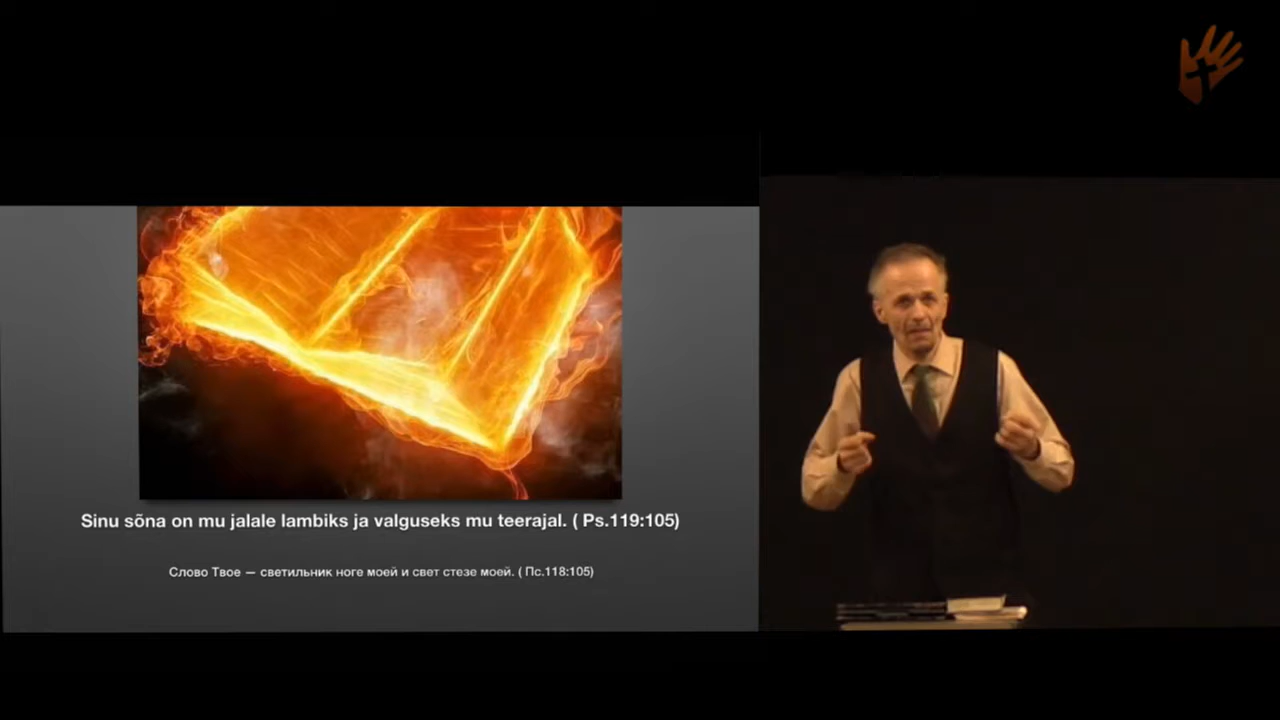 Sinu sõna on mu jalale lambiks ja valguseks mu teerajal. ( Ps.119:105)
Слово Твое — светильник ноге моей и свет стезе моей. ( Пс.118:105)